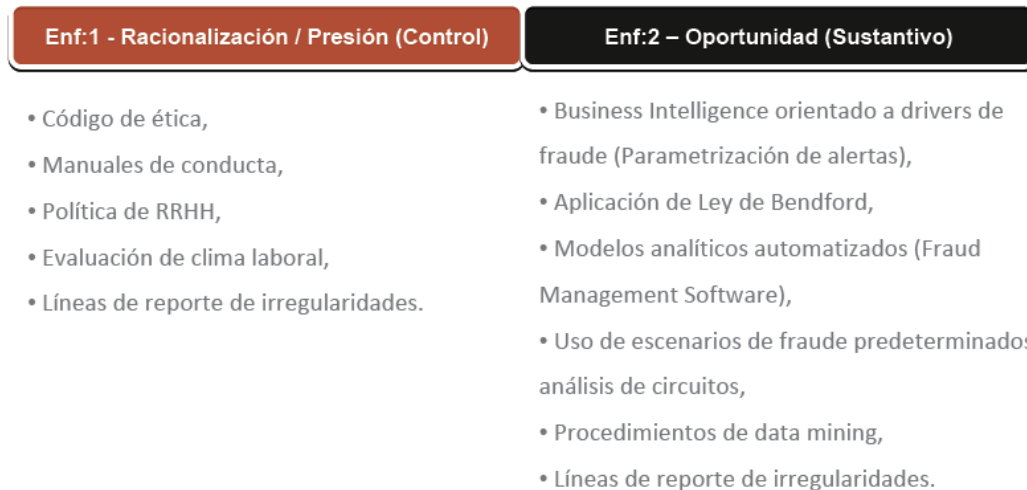 Enf:1 - Racionalización / Presión (Control)
• Código de ética,
• Manuales de conducta,
• Política de RRHH,
• Evaluación de clima laboral,
• Líneas de reporte de irregularidades.
Enf:2 – Oportunidad (Sustantivo)
• Business Intelligence orientado a drivers de
fraude (Parametrización de alertas),
• Aplicación de Ley de Bendford,
• Modelos analíticos automatizados (Fraud
Management Software),
• Uso de escenarios de fraude predeterminados
análisis de circuitos,
• Procedimientos de data mining,
• Líneas de reporte de irregularidades.